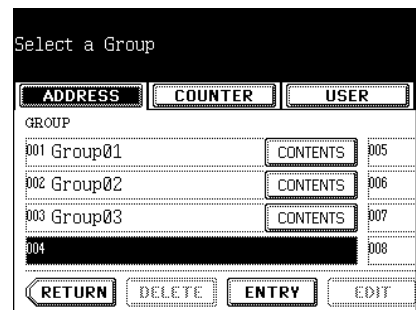 Select a Group
ADDRESS COUNTER USER
GROUP
001 Group01 CONTENTS 005
002 Group02 CONTENTS 006
003 Group03 CONTENTS 007
004 008
RETURN DELETE ENTRY EDIT